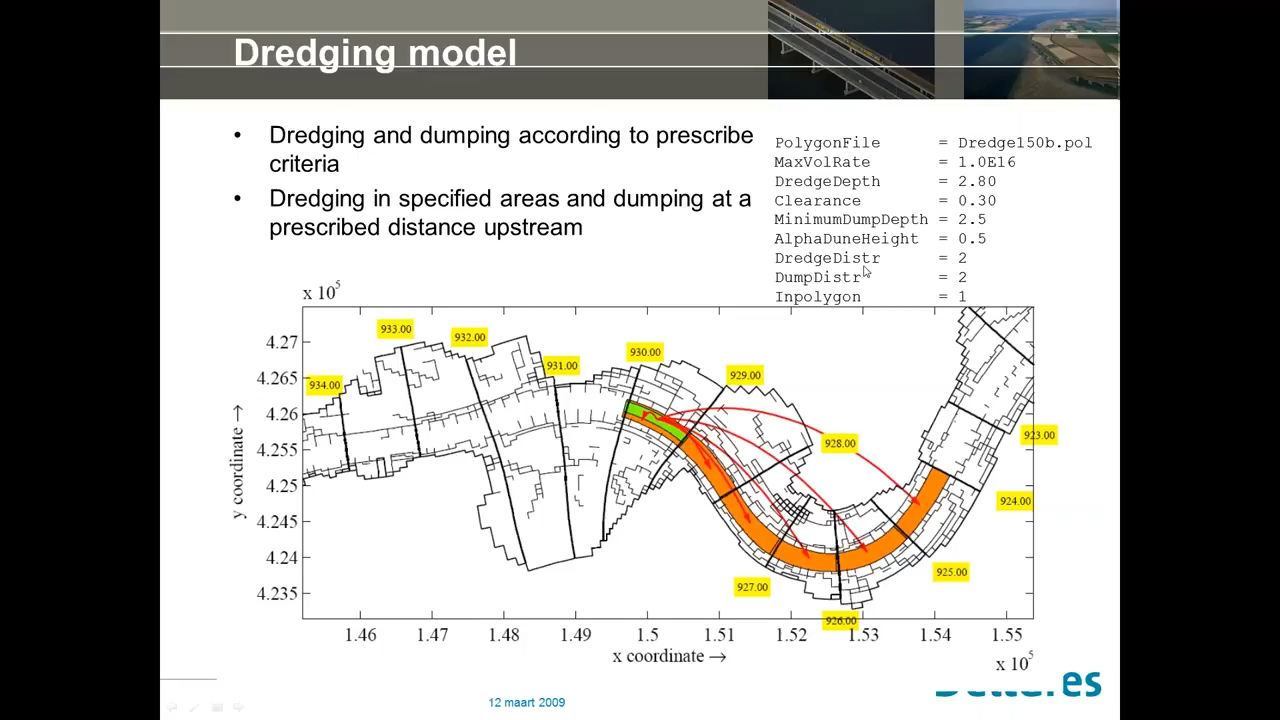 Dredging model
• Dredging and dumping according to prescribe
criteria
• Dredging in specified areas and dumping at a
prescribed distance upstream
PolygonFile = Dredge150b.pol
MaxVolRate = 1.0E16
DredgeDepth = 2.80
Clearance = 0.30
MinimumDumpDepth = 2.5
AlphaDuneHeight = 0.5
DredgeDistr = 2
DumpDistr = 2
Inpolygon = 1
x 10^5
4.27
4.265
4.26
4.255
4.25
4.245
4.24
4.235
y coordinate →
934.00
933.00
932.00
931.00
930.00
929.00
928.00
927.00
926.00
925.00
924.00
923.00
1.46 1.47 1.48 1.49 1.5 1.51 1.52 1.53 1.54 1.55
x coordinate →
x 10^5
12 maart 2009